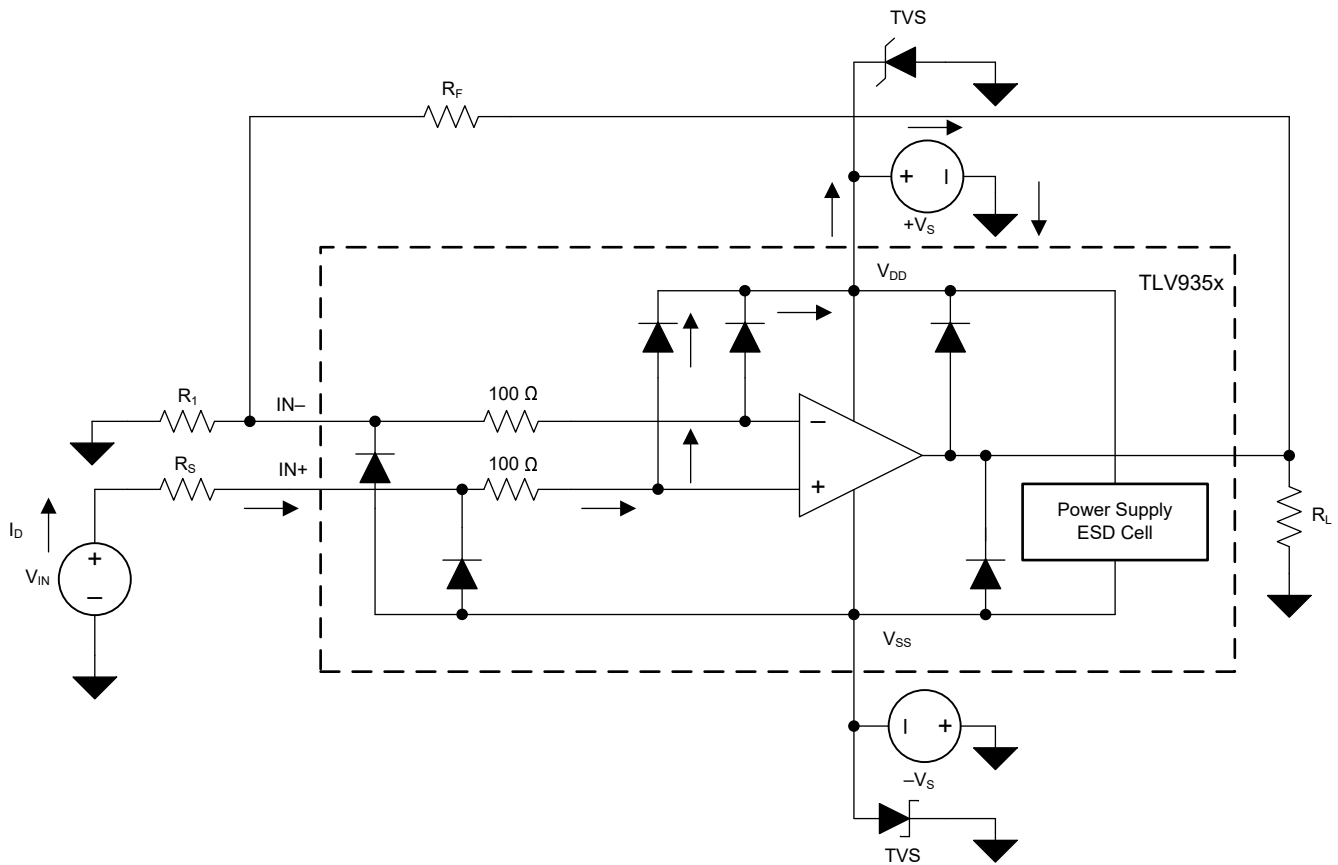 TVS
R_F
+ –
+V_S
V_DD
TLV935x
R_1
IN–
100 Ω
–
R_S
IN+
100 Ω
+
Power Supply
ESD Cell
R_L
I_D
V_IN
+
–
V_SS
– +
–V_S
TVS